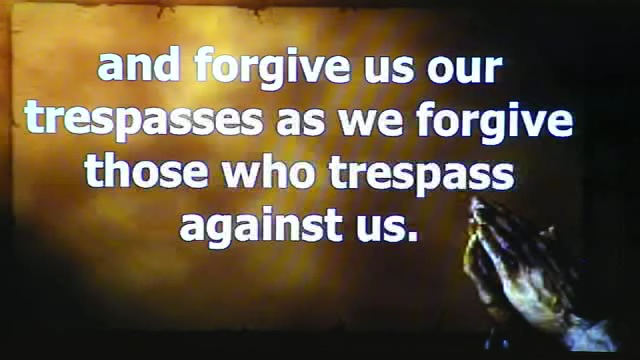 and forgive us our
trespasses as we forgive
those who trespass
against us.